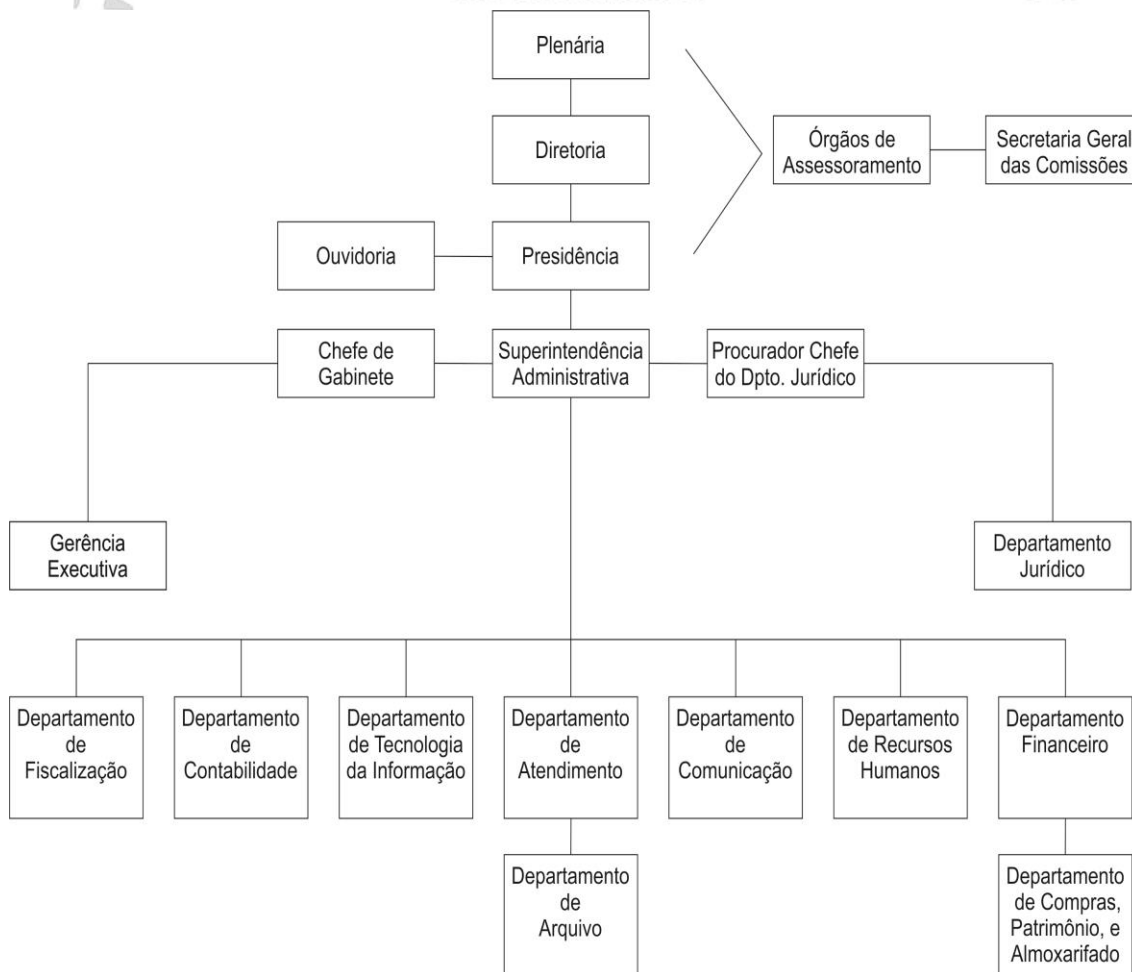 Plenária
Diretoria
Órgãos de
Assessoramento
Secretaria Geral
das Comissões
Ouvidoria
Presidência
Chefe de
Gabinete
Superintendência
Administrativa
Procurador Chefe
do Dpto. Jurídico
Gerência
Executiva
Departamento
Jurídico
Departamento
de
Fiscalização
Departamento
de
Contabilidade
Departamento
de Tecnologia
da Informação
Departamento
de
Atendimento
Departamento
de
Comunicação
Departamento
de Recursos
Humanos
Departamento
Financeiro
Departamento
de
Arquivo
Departamento
de Compras,
Patrimônio, e
Almoxarifado